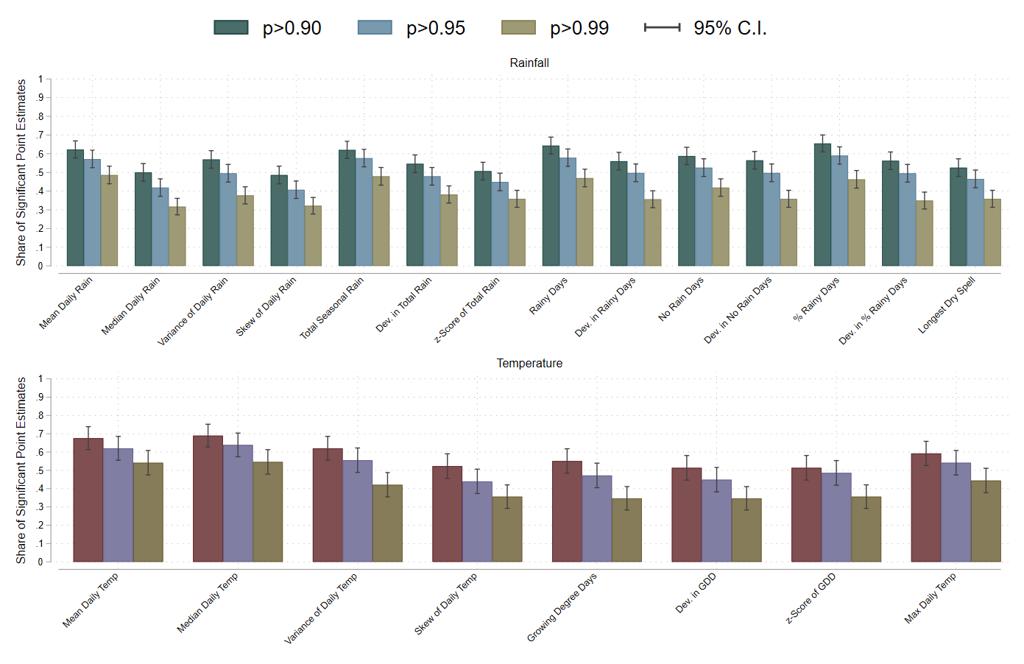 p>0.90 p>0.95 p>0.99 95% C.I.
Rainfall
Share of Significant Point Estimates
1
.9
.8
.7
.6
.5
.4
.3
.2
.1
0
Mean Daily Rain
Median Daily Rain
Variance of Daily Rain
Skew of Daily Rain
Total Seasonal Rain
Dev. in Total Rain
z-Score of Total Rain
Rainy Days
Dev. in Rainy Days
No Rain Days
Dev. in No Rain Days
% Rainy Days
Dev. in % Rainy Days
Longest Dry Spell
Temperature
Share of Significant Point Estimates
1
.9
.8
.7
.6
.5
.4
.3
.2
.1
0
Mean Daily Temp
Median Daily Temp
Variance of Daily Temp
Skew of Daily Temp
Growing Degree Days
Dev. in GDD
z-Score of GDD
Max Daily Temp